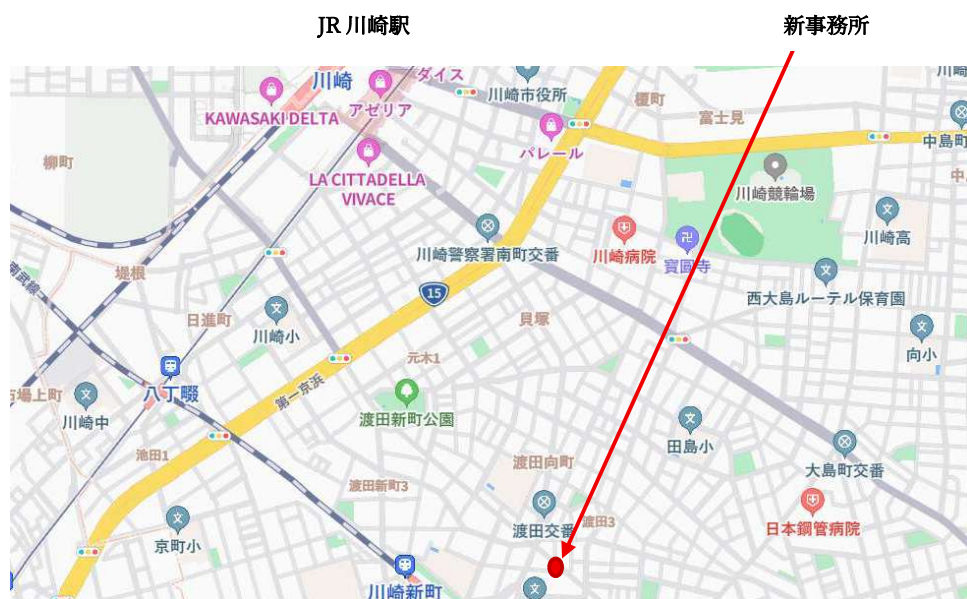 JR 川崎駅
新事務所
川崎
ダイス
KAWASAKI DELTA
アゼリア
川崎市役所
榎町
富士見
川崎
中島町
柳町
パレール
LA CITTADELLA
VIVACE
川崎競輪場
川崎高
川崎警察署南町交番
川崎病院
寶圓寺
堤根
南武線
15
西大島ルーテル保育園
日進町
川崎小
貝塚
向小
元木1
八丁畷
第一京浜
市場上町
川崎中
渡田新町公園
田島小
大島町交番
池田1
渡田向町
渡田新町3
日本鋼管病院
京町小
渡田交番
渡田3
川崎新町